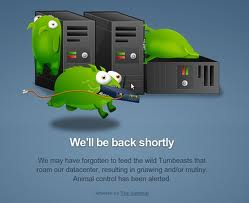 We'll be back shortly
We may have forgotten to feed the wild Tumbeasts that
roam our datacenter, resulting in gnawing and/or mutiny.
Animal control has been alerted.